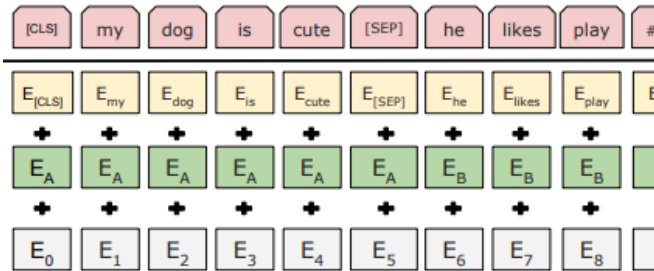 [CLS] my dog is cute [SEP] he likes play #
E[CLS] Emy Edog Eis Ecute E[SEP] Ehe Elikes Eplay E
EA EA EA EA EA EA EB EB EB
E0 E1 E2 E3 E4 E5 E6 E7 E8